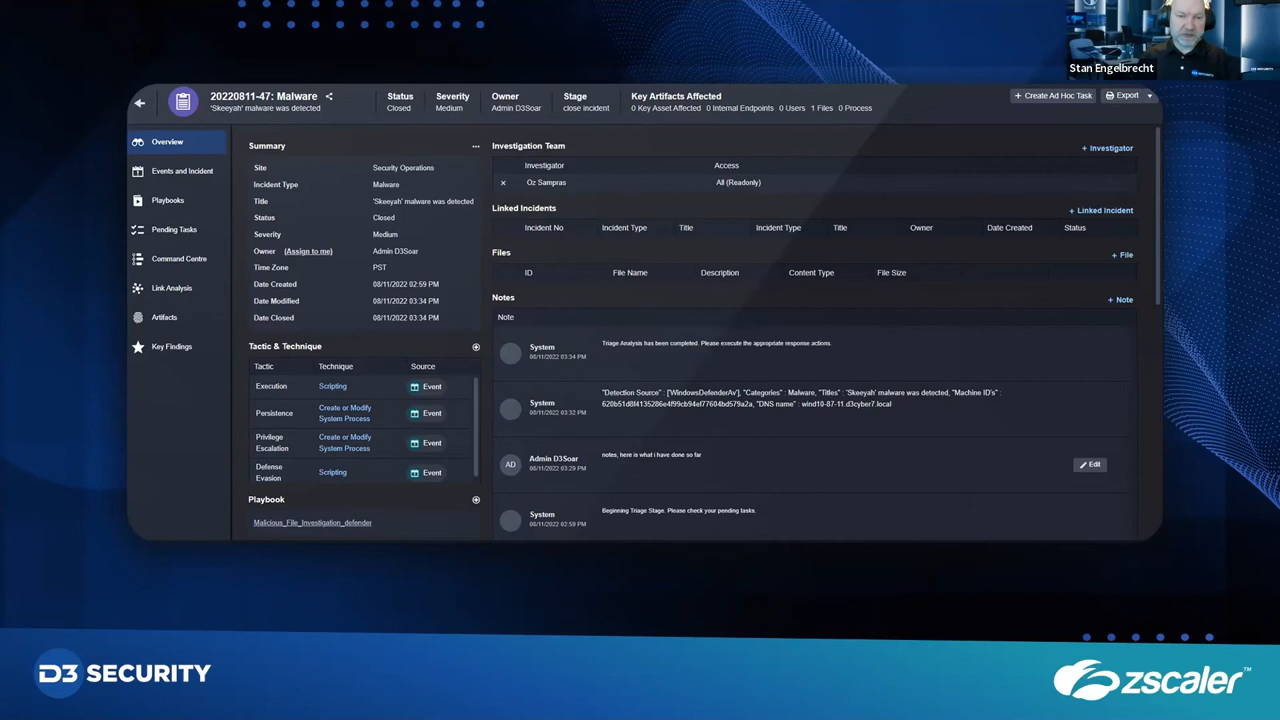 Stan Engelbrecht
D3 SECURITY
20220811-47: Malware
'Skeeyah' malware was detected
Status
Closed
Severity
Medium
Owner
Admin D3Soar
Stage
close incident
Key Artifacts Affected
0 Key Asset Affected 0 Internal Endpoints 0 Users 1 Files 0 Process
+ Create Ad Hoc Task
Export
Overview
Events and Incident
Playbooks
Pending Tasks
Command Centre
Link Analysis
Artifacts
Key Findings
Summary
Site Security Operations
Incident Type Malware
Title 'Skeeyah' malware was detected
Status Closed
Severity Medium
Owner (Assign to me) Admin D3Soar
Time Zone PST
Date Created 08/11/2022 02:59 PM
Date Modified 08/11/2022 03:34 PM
Date Closed 08/11/2022 03:34 PM
Tactic & Technique
Tactic Technique Source
Execution Scripting Event
Persistence Create or Modify System Process Event
Privilege Escalation Create or Modify System Process Event
Defense Evasion Scripting Event
Playbook
Malicious_File_Investigation_defender
Investigation Team
+ Investigator
Investigator Access
× Oz Sampras All (Readonly)
Linked Incidents
+ Linked Incident
Incident No Incident Type Title Incident Type Title Owner Date Created Status
Files
+ File
ID File Name Description Content Type File Size
Notes
+ Note
Note
System
08/11/2022 03:34 PM
Triage Analysis has been completed. Please execute the appropriate response actions.
System
08/11/2022 03:32 PM
"Detection Source" : ['WindowsDefenderAv'], "Categories" : Malware, "Titles" : 'Skeeyah' malware was detected, "Machine ID's" :
620b51d8f4135286e4f99cb94ef77604bd579a2a, "DNS name" : wind10-87-11.d3cyber7.local
AD
Admin D3Soar
08/11/2022 03:29 PM
notes, here is what i have done so far
Edit
System
08/11/2022 02:59 PM
Beginning Triage Stage. Please check your pending tasks.
D3 SECURITY
zscaler™